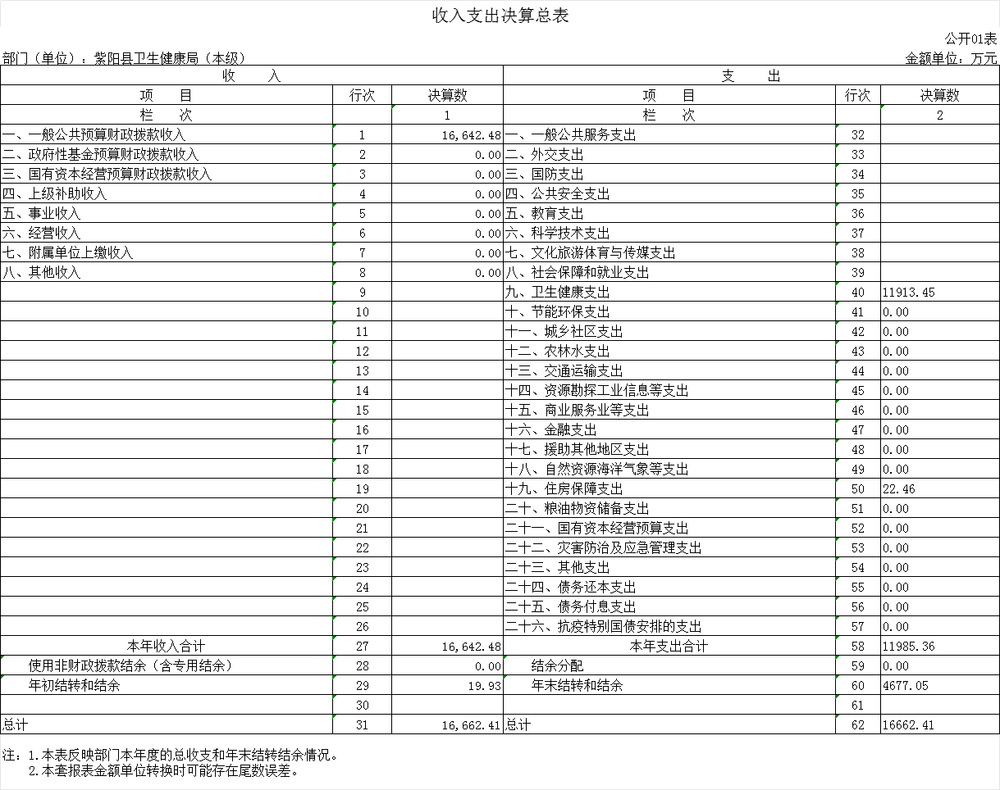 收入支出决算总表
公开01表
部门（单位）：紫阳县卫生健康局（本级） 金额单位：万元
收 入 支 出
项 目 行次 决算数 项 目 行次 决算数
栏 次 1 栏 次 2
一、一般公共预算财政拨款收入 1 16,642.48 一、一般公共服务支出 32
二、政府性基金预算财政拨款收入 2 0.00 二、外交支出 33
三、国有资本经营预算财政拨款收入 3 0.00 三、国防支出 34
四、上级补助收入 4 0.00 四、公共安全支出 35
五、事业收入 5 0.00 五、教育支出 36
六、经营收入 6 0.00 六、科学技术支出 37
七、附属单位上缴收入 7 0.00 七、文化旅游体育与传媒支出 38
八、其他收入 8 0.00 八、社会保障和就业支出 39
9 九、卫生健康支出 40 11913.45
10 十、节能环保支出 41 0.00
11 十一、城乡社区支出 42 0.00
12 十二、农林水支出 43 0.00
13 十三、交通运输支出 44 0.00
14 十四、资源勘探工业信息等支出 45 0.00
15 十五、商业服务业等支出 46 0.00
16 十六、金融支出 47 0.00
17 十七、援助其他地区支出 48 0.00
18 十八、自然资源海洋气象等支出 49 0.00
19 十九、住房保障支出 50 22.46
20 二十、粮油物资储备支出 51 0.00
21 二十一、国有资本经营预算支出 52 0.00
22 二十二、灾害防治及应急管理支出 53 0.00
23 二十三、其他支出 54 0.00
24 二十四、债务还本支出 55 0.00
25 二十五、债务付息支出 56 0.00
26 二十六、抗疫特别国债安排的支出 57 0.00
本年收入合计 27 16,642.48 本年支出合计 58 11985.36
使用非财政拨款结余（含专用结余） 28 0.00 结余分配 59 0.00
年初结转和结余 29 19.93 年末结转和结余 60 4677.05
30 61
总计 31 16,662.41 总计 62 16662.41
注：1.本表反映部门本年度的总收支和年末结转结余情况。
2.本套报表金额单位转换时可能存在尾数误差。